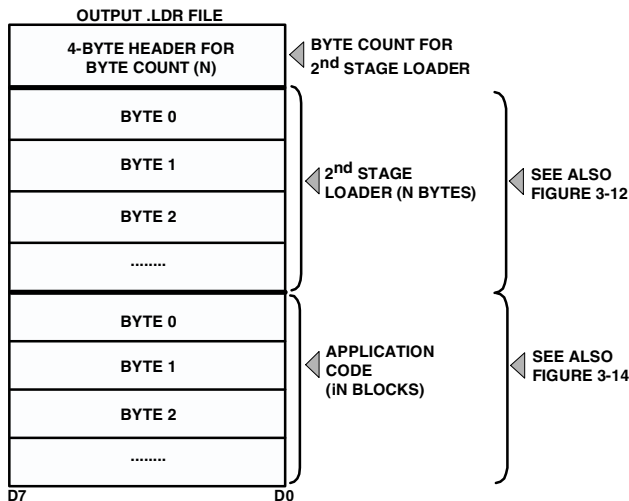 OUTPUT .LDR FILE
4-BYTE HEADER FOR
BYTE COUNT (N)
BYTE COUNT FOR
2nd STAGE LOADER
BYTE 0
BYTE 1
BYTE 2
........
2nd STAGE
LOADER (N BYTES)
SEE ALSO
FIGURE 3-12
BYTE 0
BYTE 1
BYTE 2
........
APPLICATION
CODE
(iN BLOCKS)
SEE ALSO
FIGURE 3-14
D7
D0